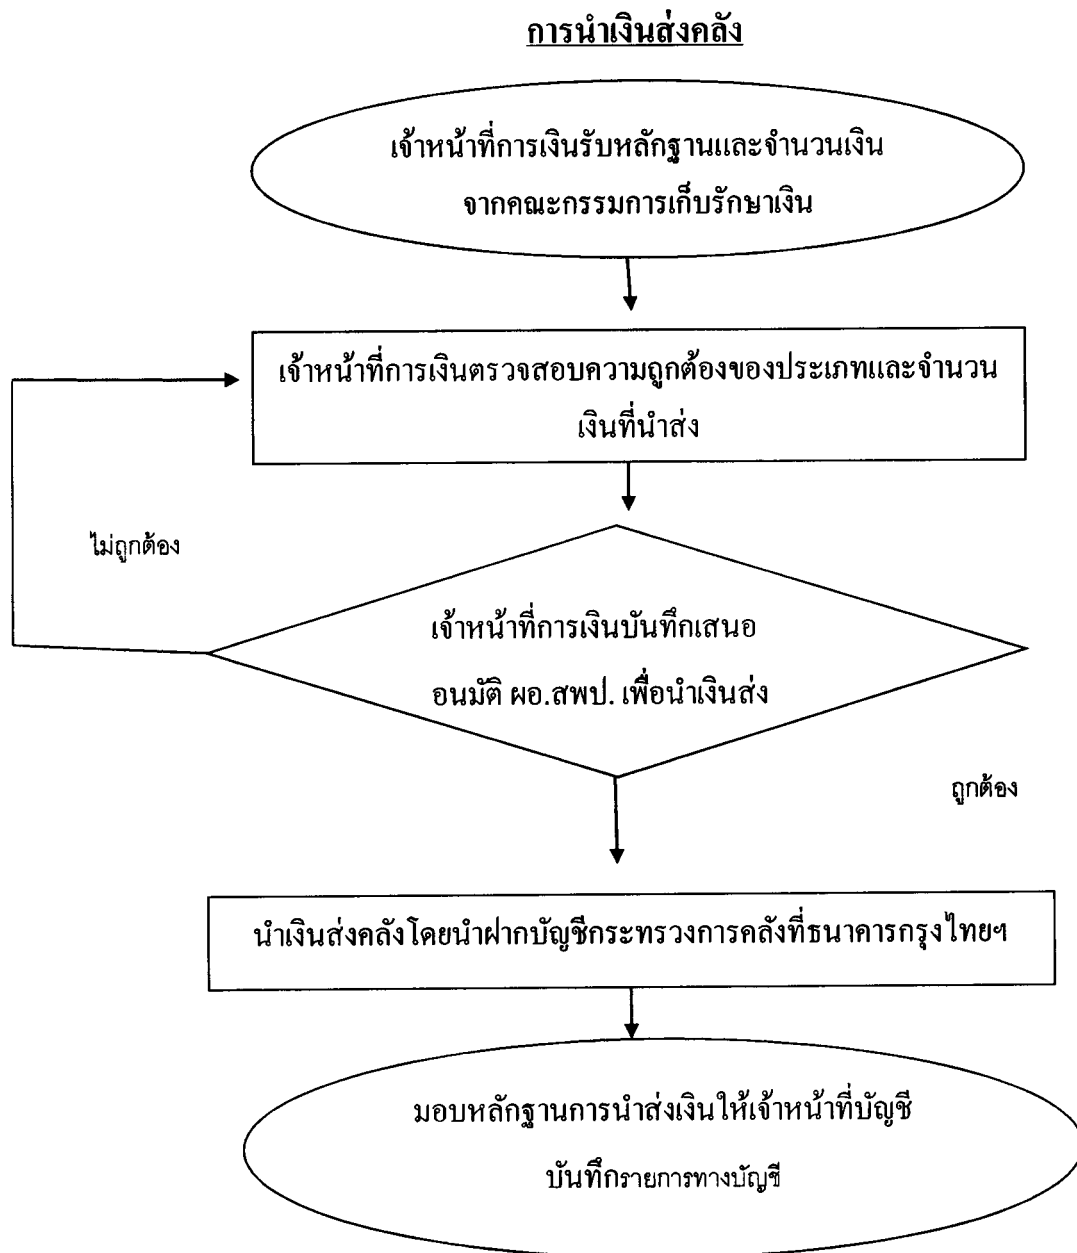 การนำเงินส่งคลัง
เจ้าหน้าที่การเงินรับหลักฐานและจำนวนเงิน
จากคณะกรรมการเก็บรักษาเงิน
เจ้าหน้าที่การเงินตรวจสอบความถูกต้องของประเภทและจำนวน
เงินที่นำส่ง
ไม่ถูกต้อง
เจ้าหน้าที่การเงินบันทึกเสนอ
อนมัติ ผอ.สพป. เพื่อนำเงินส่ง
ถูกต้อง
นำเงินส่งคลังโดยนำฝากบัญชีกระทรวงการคลังที่ธนาคารกรุงไทยฯ
มอบหลักฐานการนำส่งเงินให้เจ้าหน้าที่บัญชี
บันทึกรายการทางบัญชี